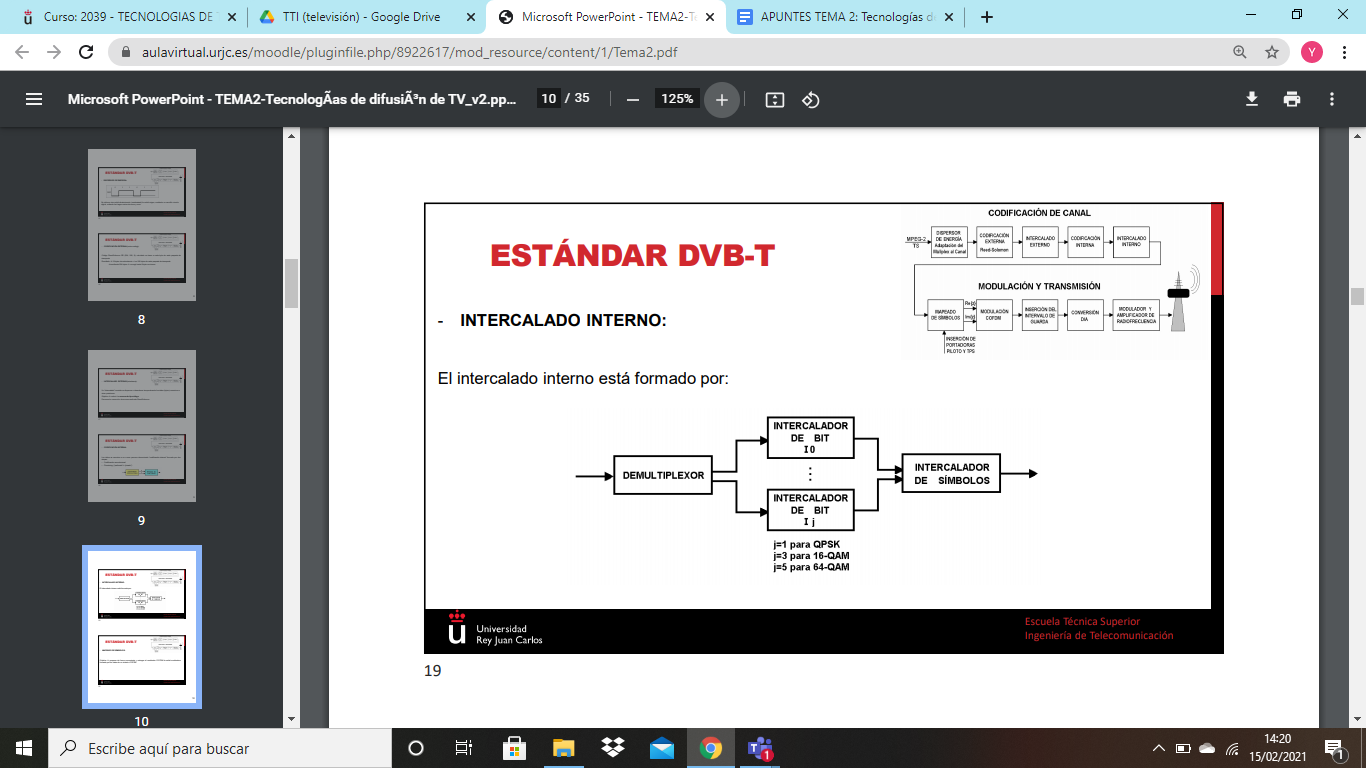 Curso: 2039 - TECNOLOGIAS DE T
TTI (televisión) - Google Drive
Microsoft PowerPoint - TEMA2-Te
APUNTES TEMA 2: Tecnologías de
aulavirtual.urjc.es/moodle/pluginfile.php/8922617/mod_resource/content/1/Tema2.pdf
Y
Microsoft PowerPoint - TEMA2-TecnologÃas de difusiÃ³n de TV_v2.pp...
10 / 35
125%
8
9
10
ESTÁNDAR DVB-T
CODIFICACIÓN DE CANAL
MPEG-2
TS
DISPERSOR
DE ENERGÍA
Adaptación del
Múltiplex al Canal
CODIFICACIÓN
EXTERNA
Reed-Solomon
INTERCALADO
EXTERNO
CODIFICACIÓN
INTERNA
INTERCALADO
INTERNO
MODULACIÓN Y TRANSMISIÓN
MAPEADO
DE SÍMBOLOS
Re(z)
Im(z)
MODULACIÓN
COFDM
INSERCIÓN DEL
INTERVALO DE
GUARDA
CONVERSIÓN
D/A
MODULADOR Y
AMPLIFICADOR DE
RADIOFRECUENCIA
INSERCIÓN DE
PORTADORAS
PILOTO Y TPS
- INTERCALADO INTERNO:
El intercalado interno está formado por:
DEMULTIPLEXOR
INTERCALADOR
DE BIT
I0
INTERCALADOR
DE BIT
I j
INTERCALADOR
DE SÍMBOLOS
j=1 para QPSK
j=3 para 16-QAM
j=5 para 64-QAM
u
Universidad
Rey Juan Carlos
Escuela Técnica Superior
Ingeniería de Telecomunicación
19
Escribe aquí para buscar
1
14:20
15/02/2021
1